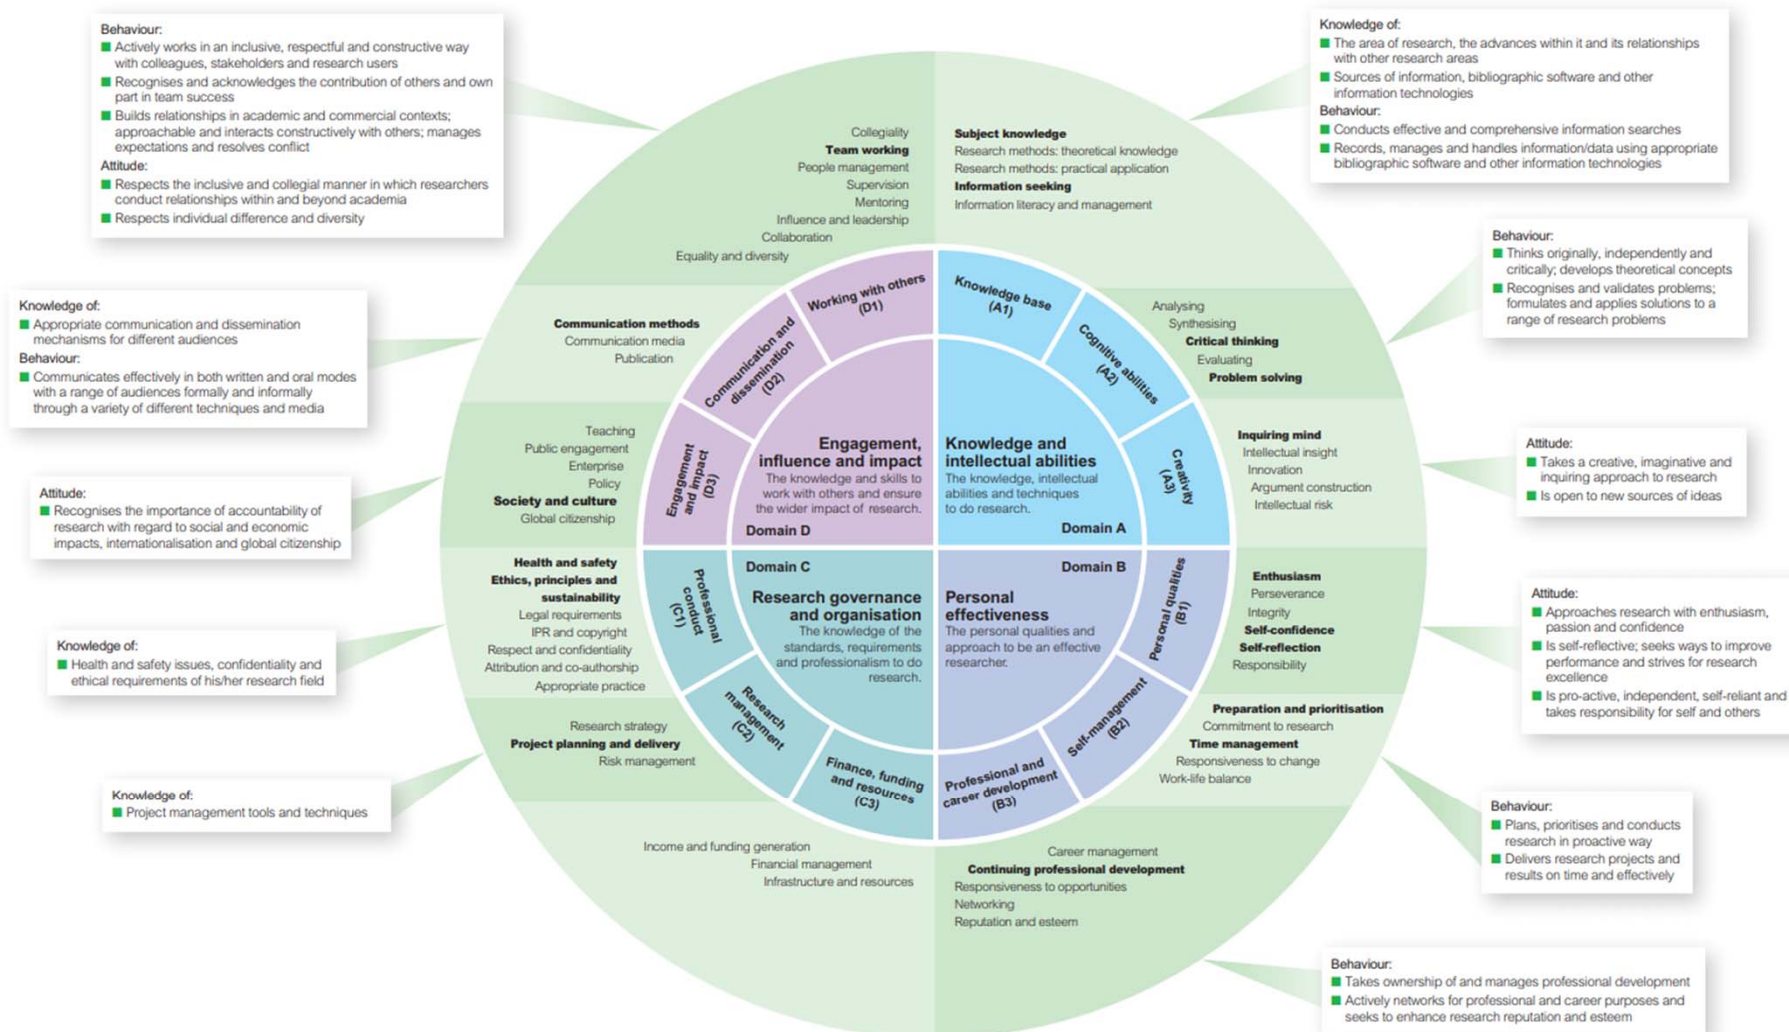 Behaviour:
Actively works in an inclusive, respectful and constructive way
with colleagues, stakeholders and research users
Recognises and acknowledges the contribution of others and own
part in team success
Builds relationships in academic and commercial contexts;
approachable and interacts constructively with others; manages
expectations and resolves conflict
Attitude:
Respects the inclusive and collegial manner in which researchers
conduct relationships within and beyond academia
Respects individual difference and diversity
Knowledge of:
Appropriate communication and dissemination
mechanisms for different audiences
Behaviour:
Communicates effectively in both written and oral modes
with a range of audiences formally and informally
through a variety of different techniques and media
Attitude:
Recognises the importance of accountability of
research with regard to social and economic
impacts, internationalisation and global citizenship
Knowledge of:
Health and safety issues, confidentiality and
ethical requirements of his/her research field
Knowledge of:
Project management tools and techniques
Collegiality
Team working
People management
Supervision
Mentoring
Influence and leadership
Collaboration
Equality and diversity
Communication methods
Communication media
Publication
Teaching
Public engagement
Enterprise
Policy
Society and culture
Global citizenship
Health and safety
Ethics, principles and
sustainability
Legal requirements
IPR and copyright
Respect and confidentiality
Attribution and co-authorship
Appropriate practice
Research strategy
Project planning and delivery
Risk management
Income and funding generation
Financial management
Infrastructure and resources
Working with others
(D1)
Communication and
dissemination
(D2)
Engagement
and impact
(D3)
Professional
conduct
(C1)
Research
management
(C2)
Finance, funding
and resources
(C3)
Engagement,
influence and impact
The knowledge and skills to
work with others and ensure
the wider impact of research.
Domain D
Domain C
Research governance
and organisation
The knowledge of the
standards, requirements
and professionalism to do
research.
Knowledge and
intellectual abilities
The knowledge, intellectual
abilities and techniques
to do research.
Domain A
Domain B
Personal
effectiveness
The personal qualities and
approach to be an effective
researcher.
Knowledge base
(A1)
Cognitive abilities
(A2)
Creativity
(A3)
Personal qualities
(B1)
Self-management
(B2)
Professional and
career development
(B3)
Subject knowledge
Research methods: theoretical knowledge
Research methods: practical application
Information seeking
Information literacy and management
Analysing
Synthesising
Critical thinking
Evaluating
Problem solving
Inquiring mind
Intellectual insight
Innovation
Argument construction
Intellectual risk
Enthusiasm
Perseverance
Integrity
Self-confidence
Self-reflection
Responsibility
Preparation and prioritisation
Commitment to research
Time management
Responsiveness to change
Work-life balance
Career management
Continuing professional development
Responsiveness to opportunities
Networking
Reputation and esteem
Knowledge of:
The area of research, the advances within it and its relationships
with other research areas
Sources of information, bibliographic software and other
information technologies
Behaviour:
Conducts effective and comprehensive information searches
Records, manages and handles information/data using appropriate
bibliographic software and other information technologies
Behaviour:
Thinks originally, independently and
critically; develops theoretical concepts
Recognises and validates problems;
formulates and applies solutions to a
range of research problems
Attitude:
Takes a creative, imaginative and
inquiring approach to research
Is open to new sources of ideas
Attitude:
Approaches research with enthusiasm,
passion and confidence
Is self-reflective; seeks ways to improve
performance and strives for research
excellence
Is pro-active, independent, self-reliant and
takes responsibility for self and others
Behaviour:
Plans, prioritises and conducts
research in proactive way
Delivers research projects and
results on time and effectively
Behaviour:
Takes ownership of and manages professional development
Actively networks for professional and career purposes and
seeks to enhance research reputation and esteem